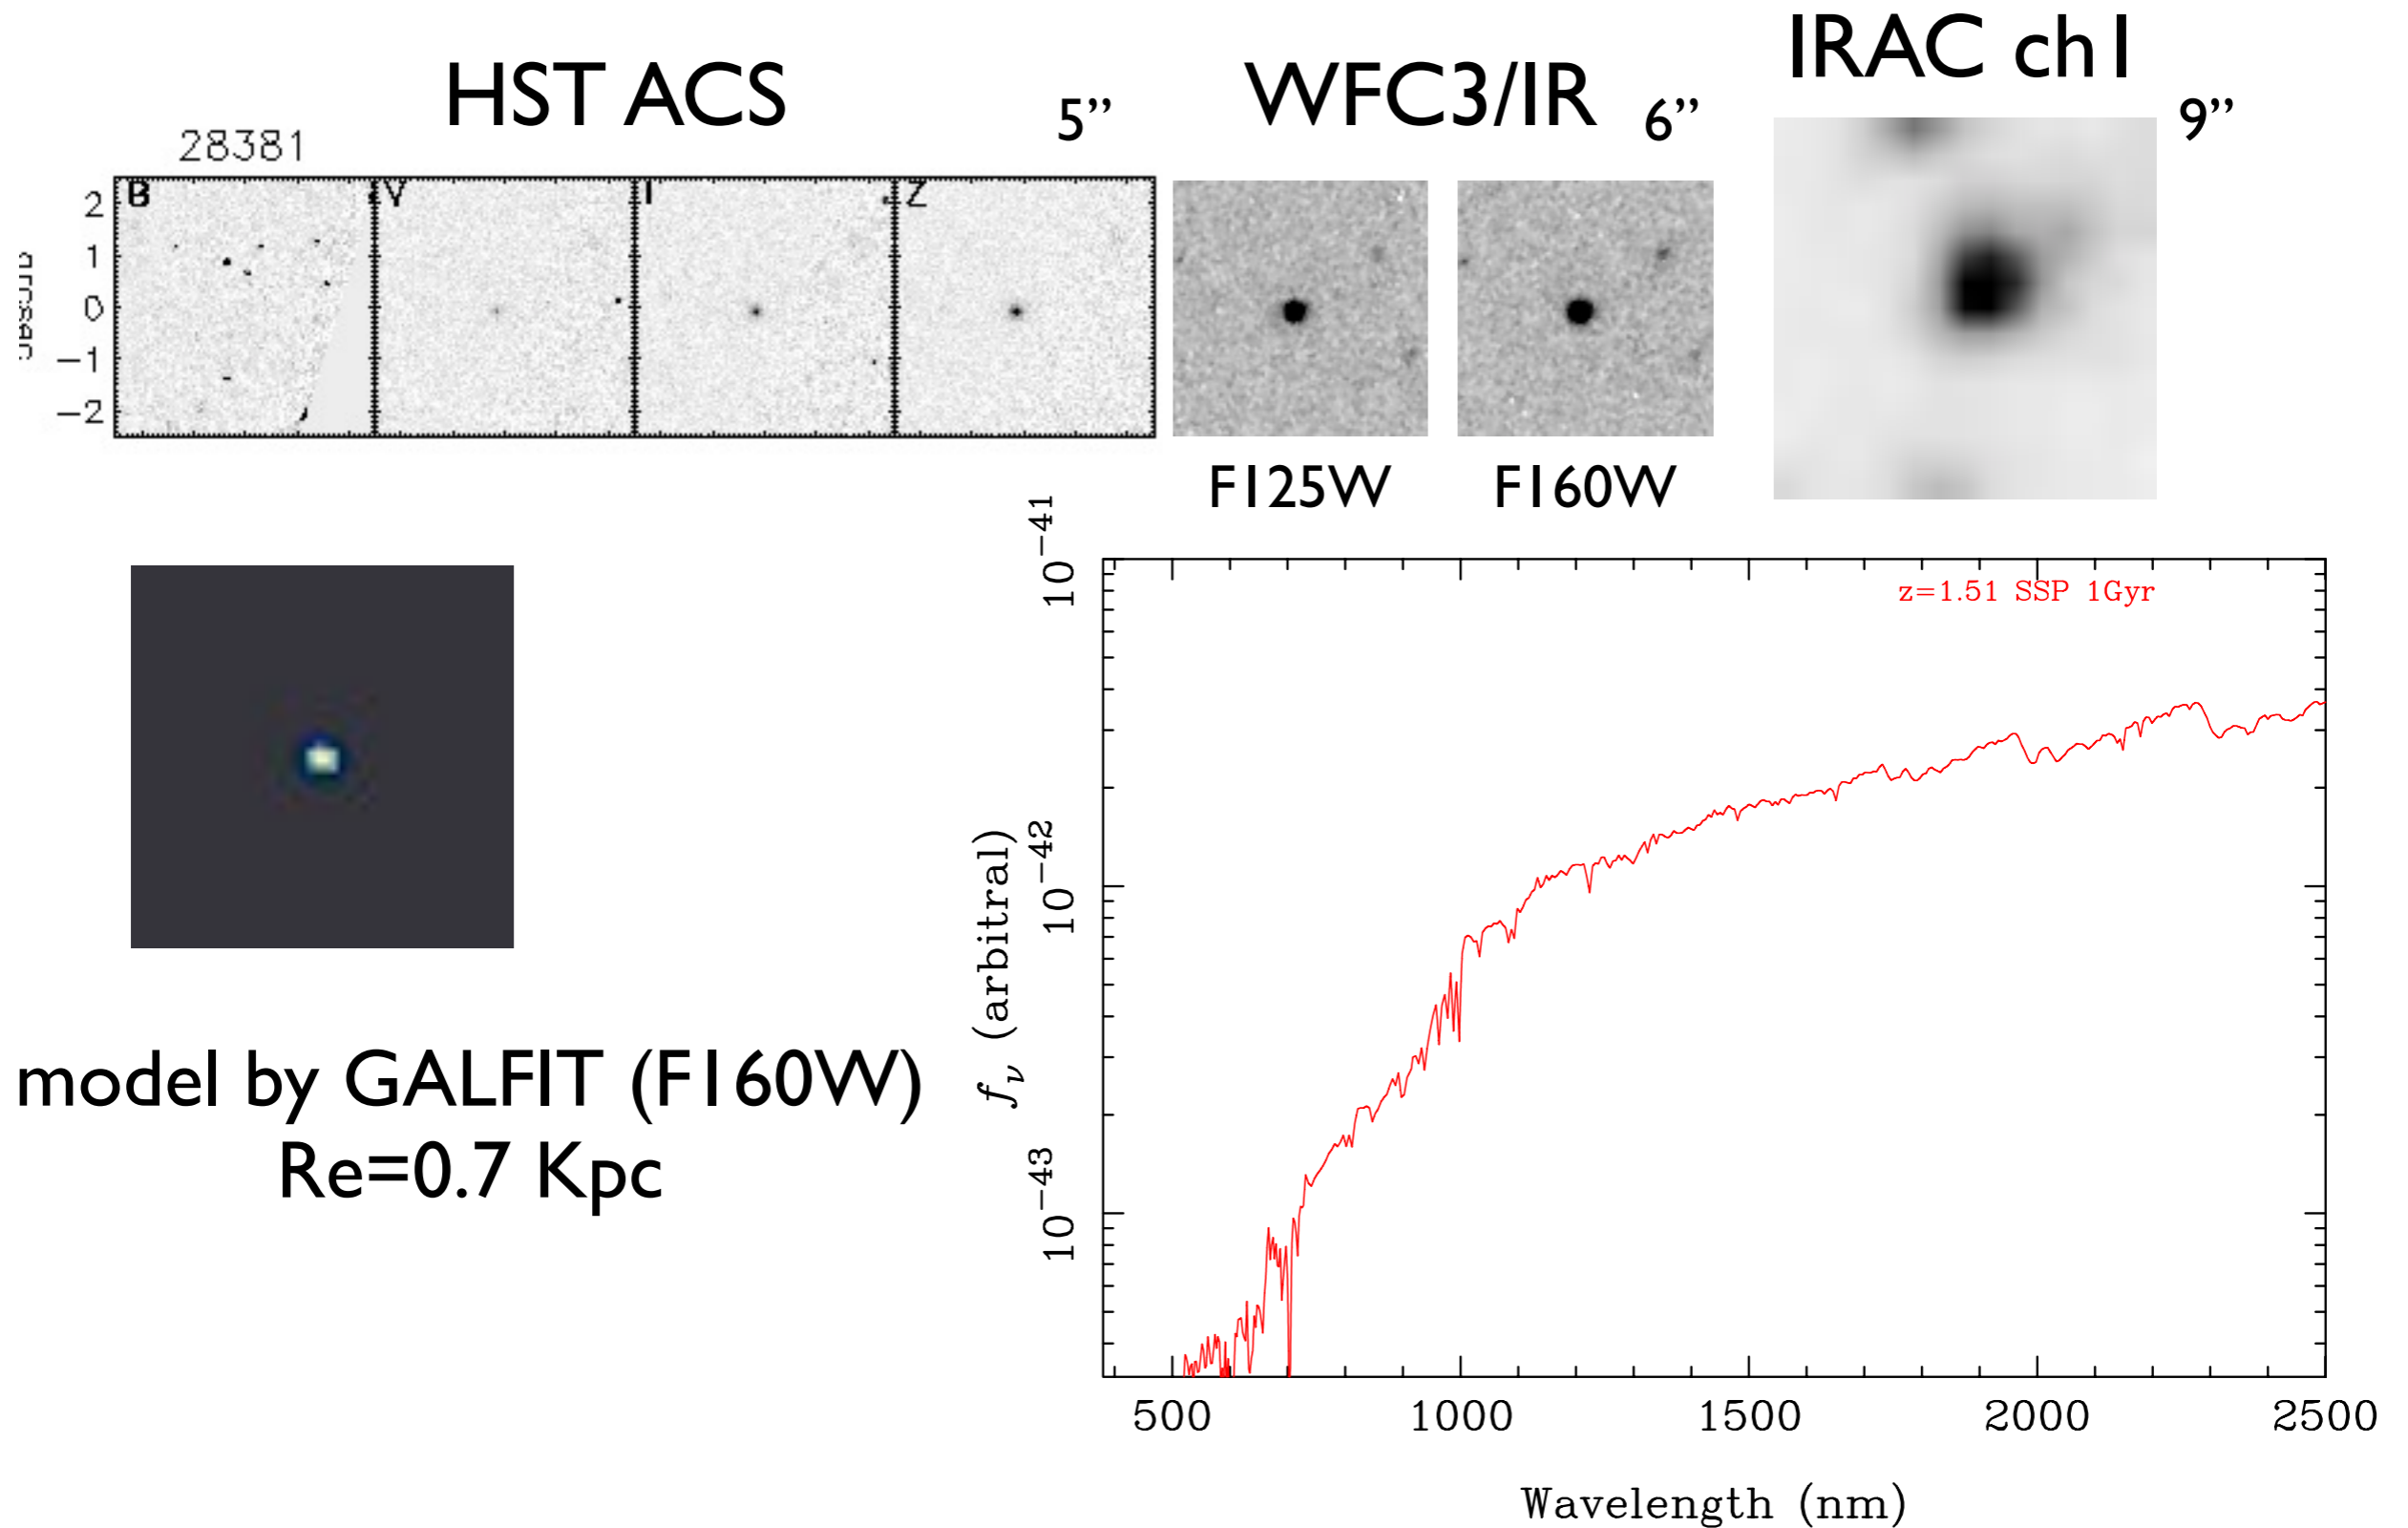 HST ACS
5”
WFC3/IR
6”
IRAC ch1
9”
28381
B
V
I
Z
2
1
0
−1
−2
arcsec
F125W
F160W
model by GALFIT (F160W)
Re=0.7 Kpc
z=1.51 SSP 1Gyr
10⁻⁴¹
10⁻⁴²
10⁻⁴³
fν (arbitral)
500 1000 1500 2000 2500
Wavelength (nm)